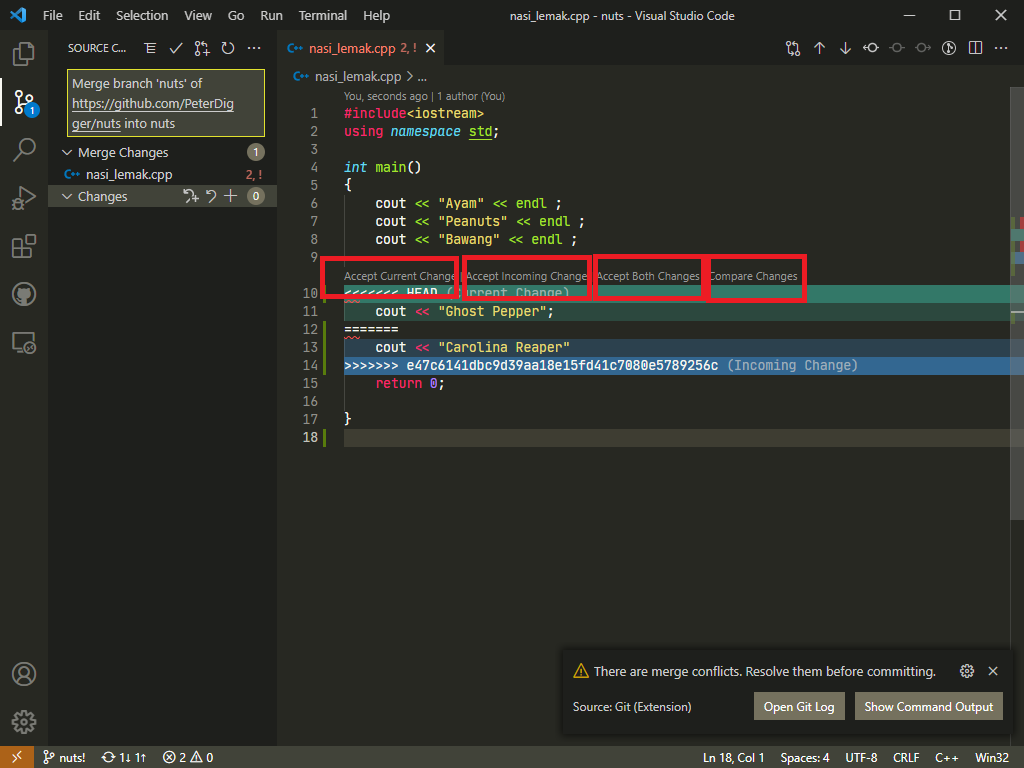 File Edit Selection View Go Run Terminal Help nasi_lemak.cpp - nuts - Visual Studio Code
SOURCE C...
nasi_lemak.cpp 2, !
nasi_lemak.cpp > ...
Merge branch 'nuts' of
https://github.com/PeterDig
ger/nuts into nuts
1
Merge Changes 1
nasi_lemak.cpp 2, !
Changes 0
You, seconds ago | 1 author (You)
1 #include<iostream>
2 using namespace std;
3
4 int main()
5 {
6 cout << "Ayam" << endl ;
7 cout << "Peanuts" << endl ;
8 cout << "Bawang" << endl ;
9
Accept Current Change Accept Incoming Change Accept Both Changes Compare Changes
10 <<<<<<< HEAD (Current Change)
11 cout << "Ghost Pepper";
12 =======
13 cout << "Carolina Reaper"
14 >>>>>>> e47c6141dbc9d39aa18e15fd41c7080e5789256c (Incoming Change)
15 return 0;
16
17 }
18
There are merge conflicts. Resolve them before committing.
Source: Git (Extension) Open Git Log Show Command Output
nuts! 1↓ 1↑ 2 0 Ln 18, Col 1 Spaces: 4 UTF-8 CRLF C++ Win32